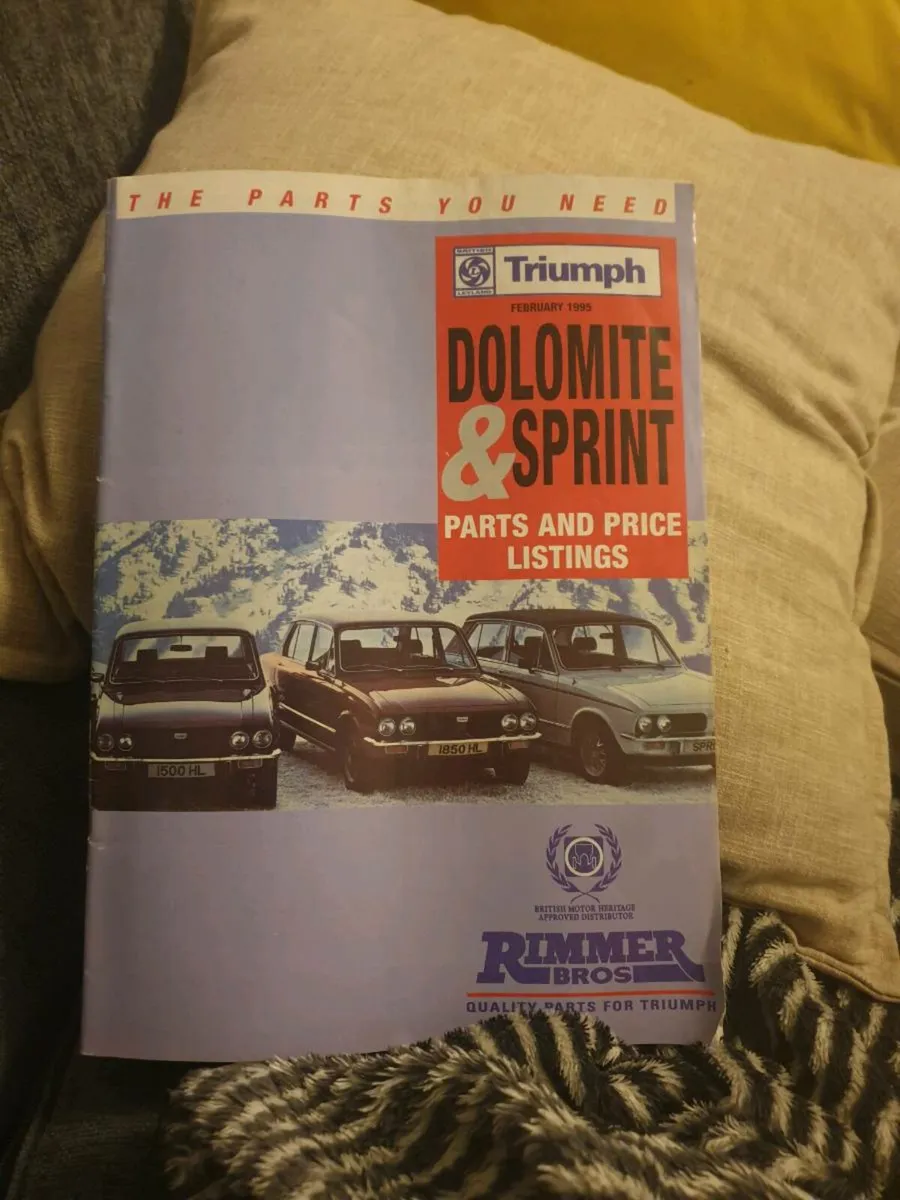 THE PARTS YOU NEED
BRITISH
LEYLAND
Triumph
FEBRUARY 1995
DOLOMITE
& SPRINT
PARTS AND PRICE
LISTINGS
1500 HL
1850 HL
SPR
BRITISH MOTOR HERITAGE
APPROVED DISTRIBUTOR
RIMMER
BROS
QUALITY PARTS FOR TRIUMPH